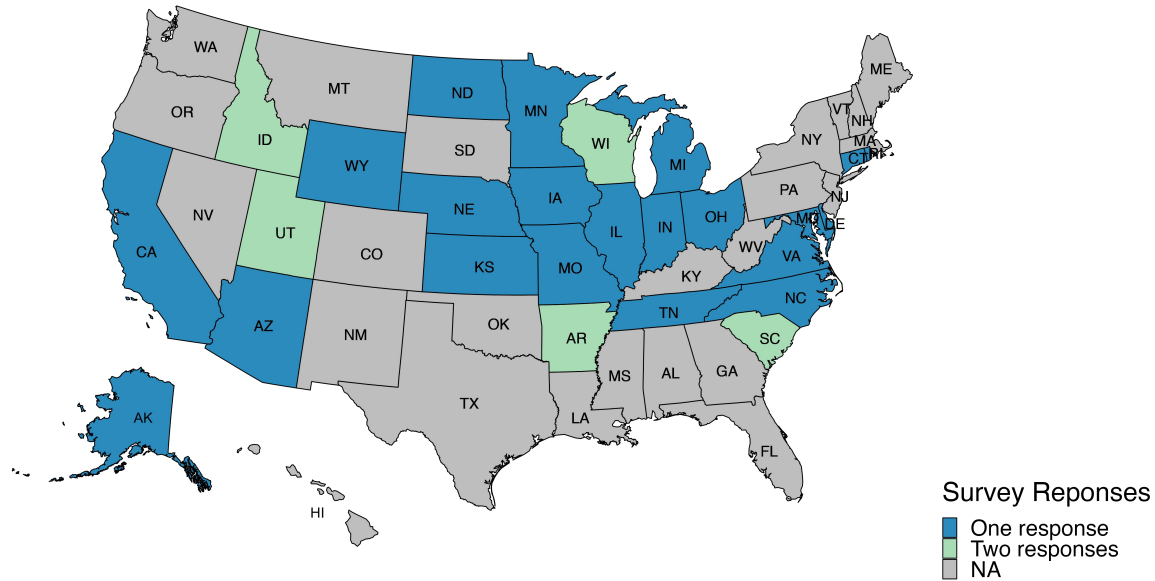 WA
ME
MT
ND
VT
MN
OR
NH
NY
MA
ID
WI
SD
CT
RI
WY
MI
PA
NJ
IA
NE
NV
OH
MD
DE
IN
IL
UT
WV
CA
CO
VA
KS
MO
KY
NC
TN
AZ
OK
NM
AR
SC
GA
AL
MS
TX
AK
LA
FL
HI
Survey Reponses
One response
Two responses
NA